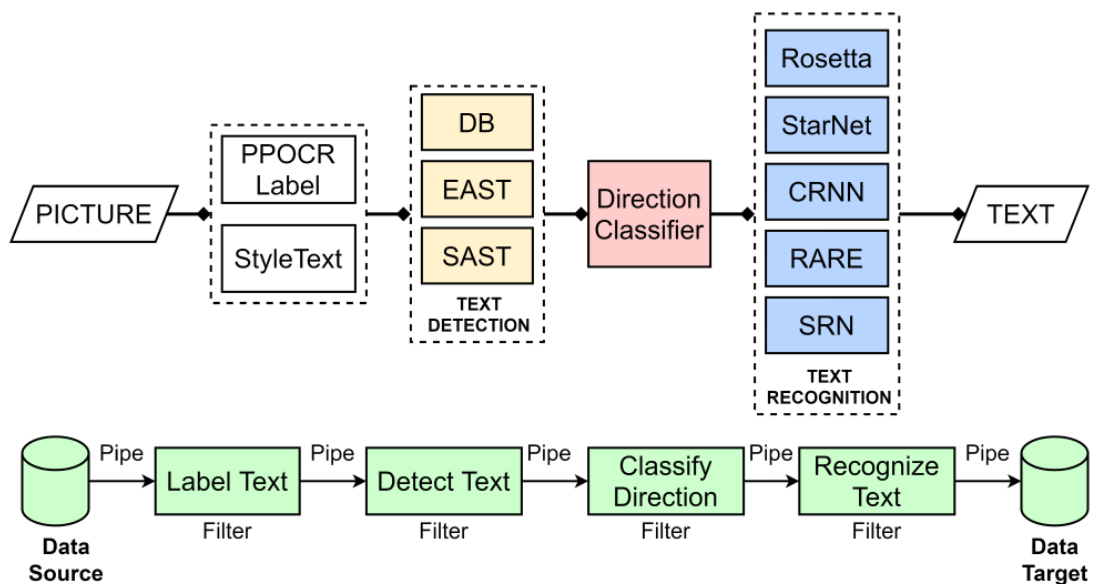 PICTURE
PPOCR
Label
StyleText
DB
EAST
SAST
TEXT
DETECTION
Direction
Classifier
Rosetta
StarNet
CRNN
RARE
SRN
TEXT
RECOGNITION
TEXT
Pipe
Pipe
Pipe
Pipe
Pipe
Label Text
Detect Text
Classify
Direction
Recognize
Text
Filter
Filter
Filter
Filter
Data
Source
Data
Target